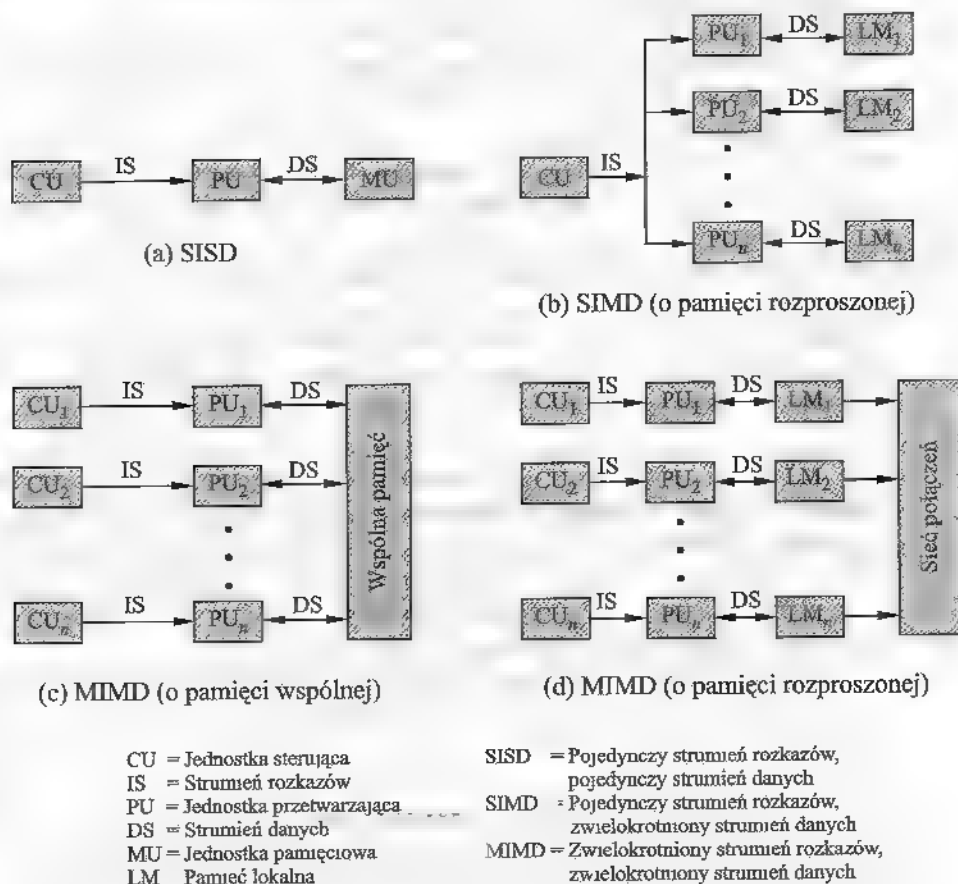 CU IS PU DS MU
(a) SISD
CU IS
PU₁ DS LM₁
PU₂ DS LM₂
PUₙ DS LMₙ
(b) SIMD (o pamięci rozproszonej)
CU₁ IS PU₁ DS
CU₂ IS PU₂ DS
CUₙ IS PUₙ DS
Wspólna pamięć
(c) MIMD (o pamięci wspólnej)
CU₁ IS PU₁ DS LM₁
CU₂ IS PU₂ DS LM₂
CUₙ IS PUₙ DS LMₙ
Sieć połączeń
(d) MIMD (o pamięci rozproszonej)
CU = Jednostka sterująca
IS = Strumień rozkazów
PU = Jednostka przetwarzająca
DS = Strumień danych
MU = Jednostka pamięciowa
LM Pamięć lokalna
SISD = Pojedynczy strumień rozkazów,
pojedynczy strumień danych
SIMD = Pojedynczy strumień rozkazów,
zwielokrotniony strumień danych
MIMD = Zwielokrotniony strumień rozkazów,
zwielokrotniony strumień danych